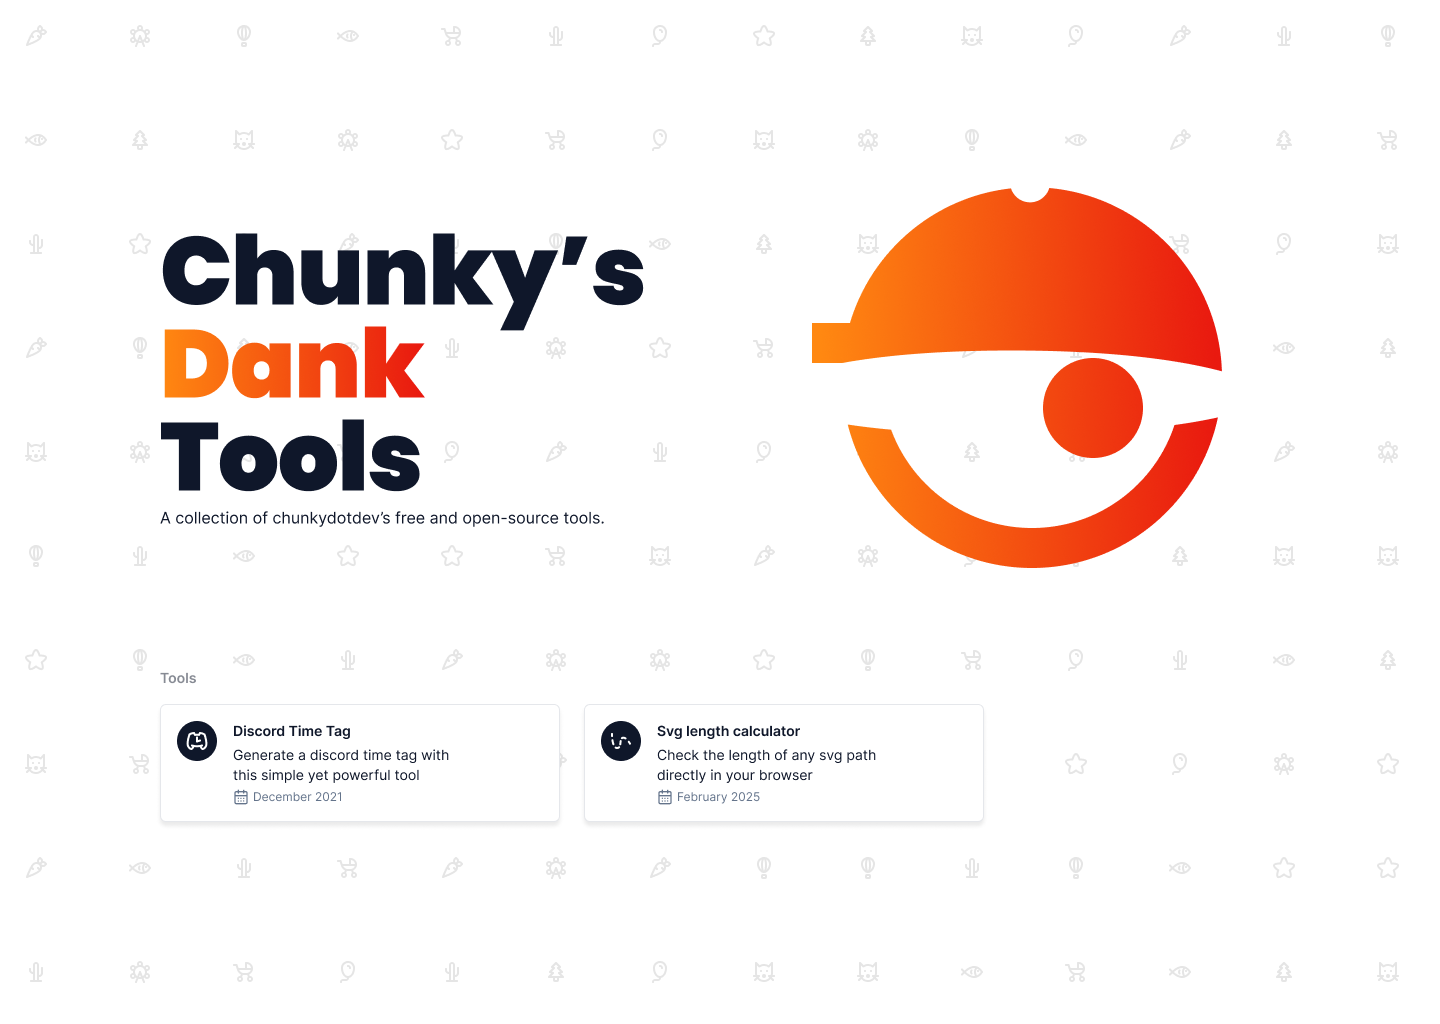 Chunky’s
Dank
Tools
A collection of chunkydotdev’s free and open-source tools.
Tools
Discord Time Tag
Generate a discord time tag with
this simple yet powerful tool
December 2021
Svg length calculator
Check the length of any svg path
directly in your browser
February 2025